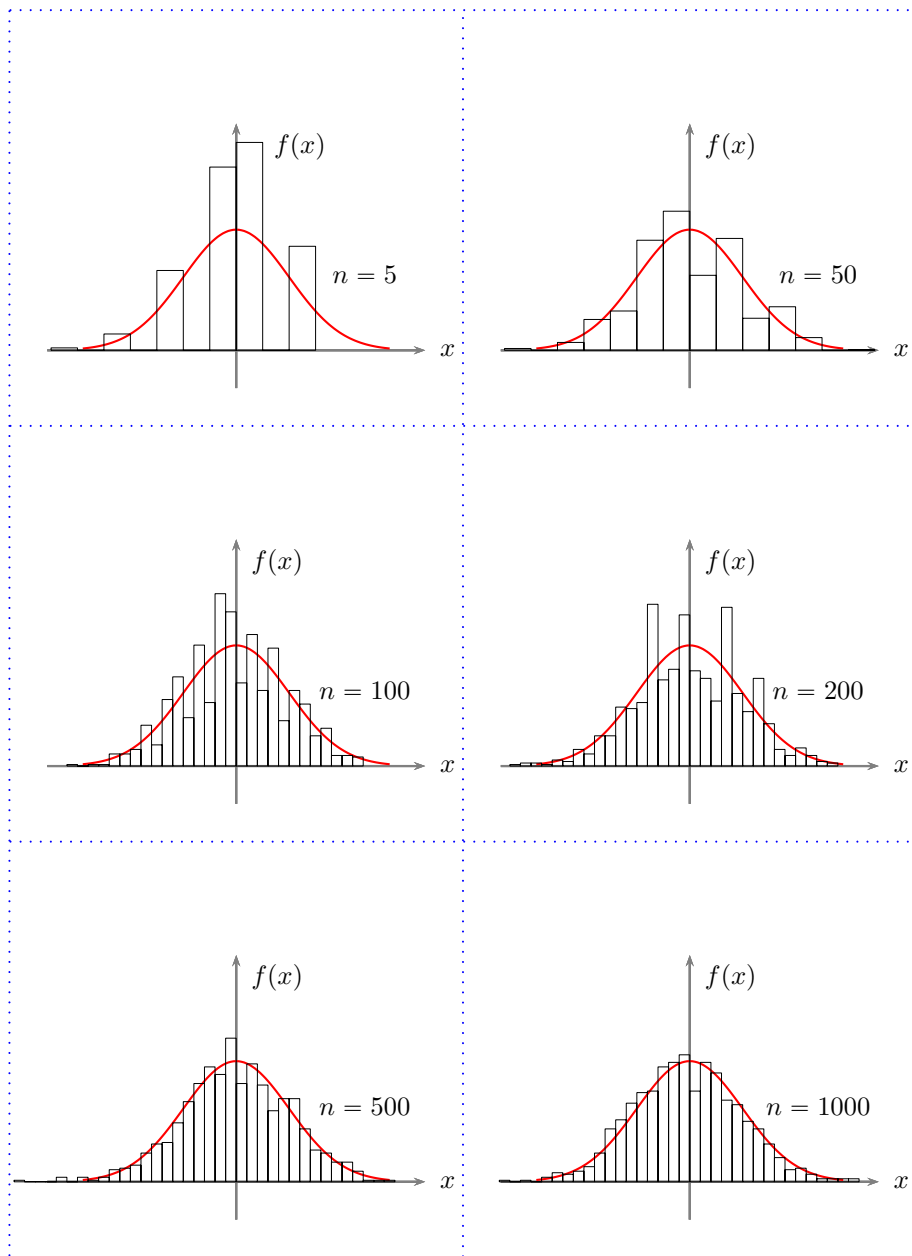 f(x)
n = 5
x
f(x)
n = 50
x
f(x)
n = 100
x
f(x)
n = 200
x
f(x)
n = 500
x
f(x)
n = 1000
x